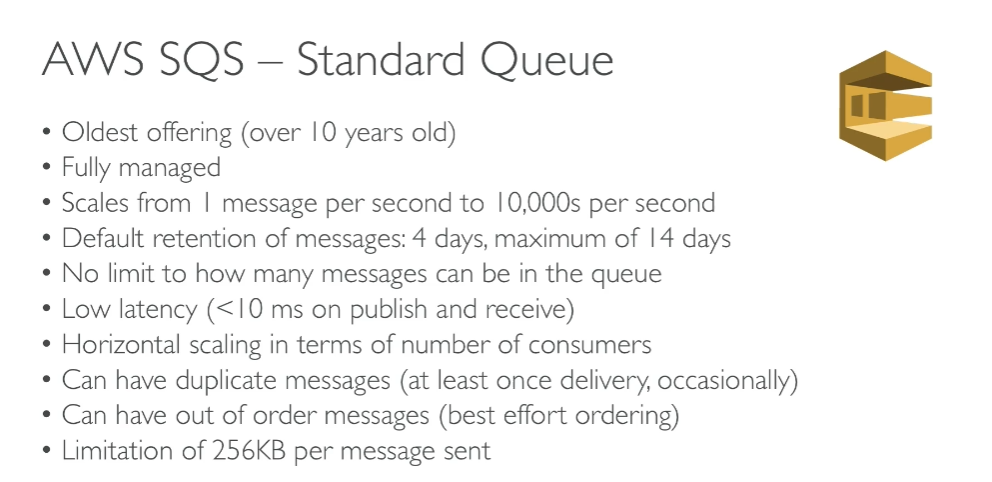 AWS SQS – Standard Queue
• Oldest offering (over 10 years old)
• Fully managed
• Scales from 1 message per second to 10,000s per second
• Default retention of messages: 4 days, maximum of 14 days
• No limit to how many messages can be in the queue
• Low latency (<10 ms on publish and receive)
• Horizontal scaling in terms of number of consumers
• Can have duplicate messages (at least once delivery, occasionally)
• Can have out of order messages (best effort ordering)
• Limitation of 256KB per message sent